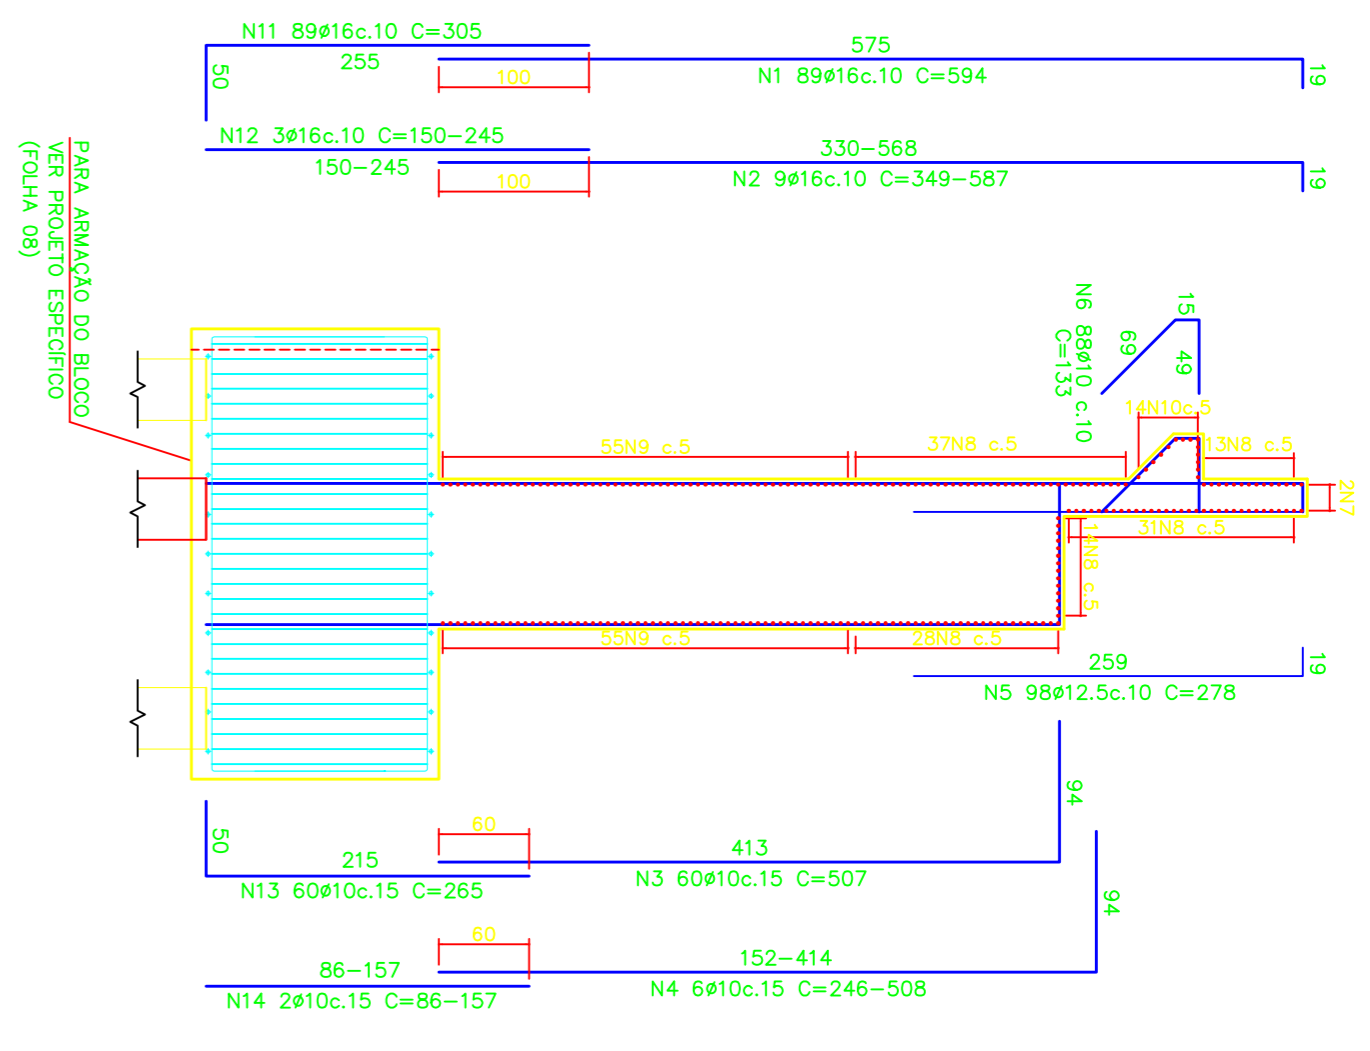 N11 89ø16c.10 C=305
255
50
100
575
N1 89ø16c.10 C=594
19
N12 3ø16c.10 C=150-245
150-245
100
330-568
N2 9ø16c.10 C=349-587
19
PARA ARMAÇÃO DO BLOCO
VER PROJETO ESPECÍFICO
(FOLHA 08)
N6 88ø10 c.10
C=133
15
69
49
14N10c.5
55N9 c.5
37N8 c.5
13N8 c.5
2N7
31N8 c.5
14N8 c.5
55N9 c.5
28N8 c.5
259
19
N5 98ø12.5c.10 C=278
94
50
60
215
413
N13 60ø10c.15 C=265
N3 60ø10c.15 C=507
94
60
86-157
152-414
N14 2ø10c.15 C=86-157
N4 6ø10c.15 C=246-508